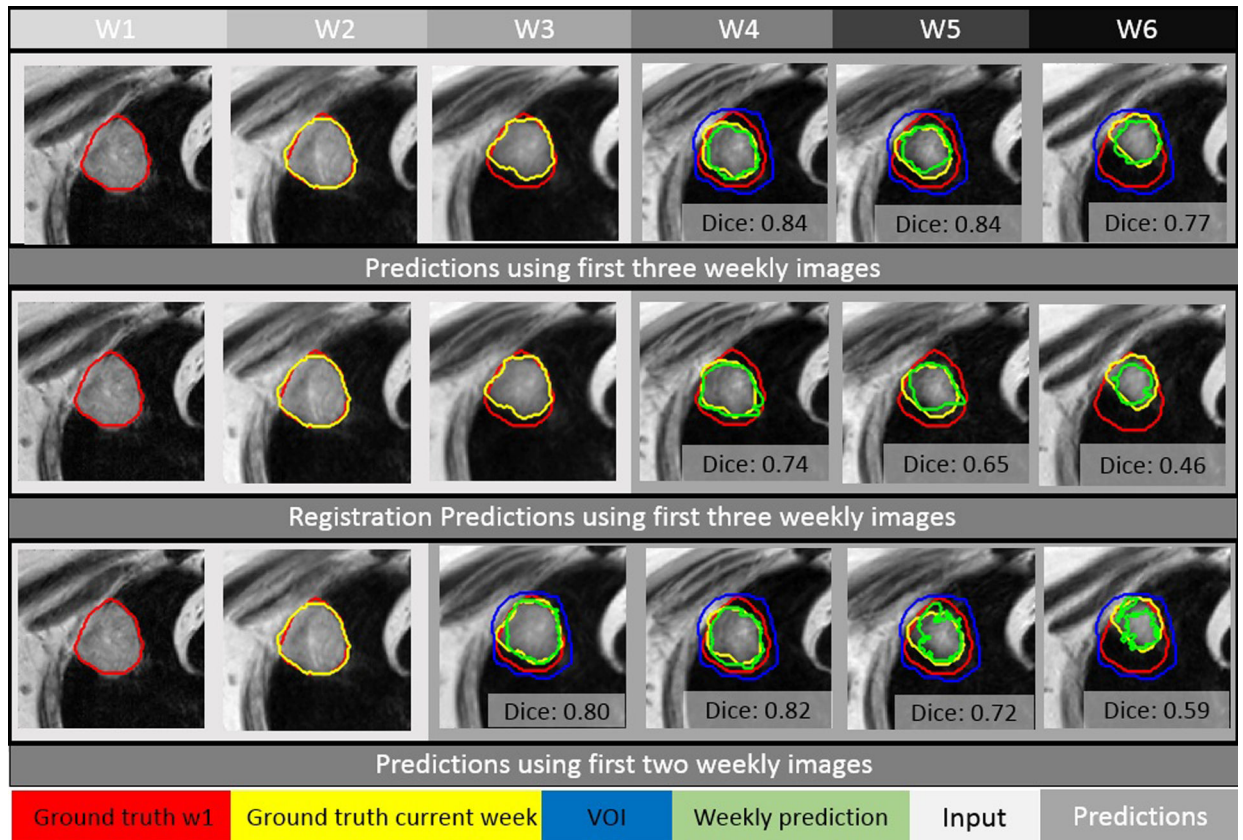 W1 W2 W3 W4 W5 W6
Dice: 0.84 Dice: 0.84 Dice: 0.77
Predictions using first three weekly images
Dice: 0.74 Dice: 0.65 Dice: 0.46
Registration Predictions using first three weekly images
Dice: 0.80 Dice: 0.82 Dice: 0.72 Dice: 0.59
Predictions using first two weekly images
Ground truth w1 Ground truth current week VOI Weekly prediction Input Predictions